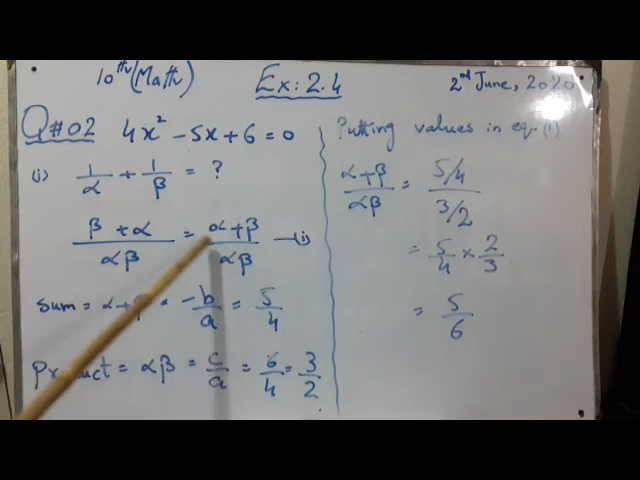 10th (Math) Ex: 2.4 2nd June, 2020
Q#02 4x² - 5x + 6 = 0
(i) 1/α + 1/β = ?
β + α / αβ = α + β / αβ —(i)
Sum = α + β = -b/a = 5/4
Product = αβ = c/a = 6/4 = 3/2
Putting values in eq. (i)
α + β / αβ = 5/4 / 3/2
= 5/4 × 2/3
= 5/6